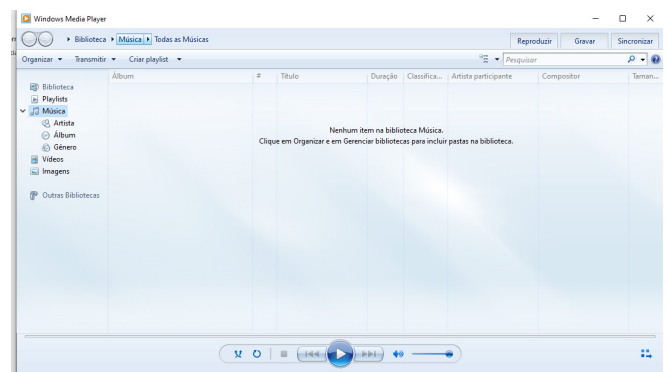 Windows Media Player
Biblioteca Música Todas as Músicas
Reproduzir Gravar Sincronizar
Organizar Transmitir Criar playlist Pesquisar
Álbum # Título Duração Classifica... Artista participante Compositor Taman...
Biblioteca
Playlists
Música
Artista
Álbum
Gênero
Vídeos
Imagens
Outras Bibliotecas
Nenhum item na biblioteca Música.
Clique em Organizar e em Gerenciar bibliotecas para incluir pastas na biblioteca.